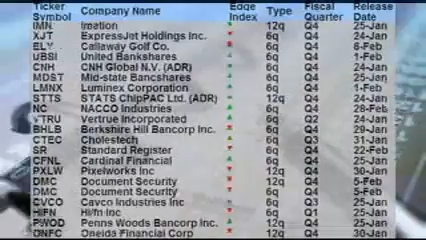 Ticker Symbol Company Name Edge Index Type Fiscal Quarter Release Date
IMN Imation 12q Q4 25-Jan
XJT ExpressJet Holdings Inc. 6q Q4 24-Jan
ELY Callaway Golf Co. 6q Q4 6-Feb
UBSI United Bankshares 6q Q4 1-Feb
CNH CNH Global N.V. (ADR) 6q Q4 24-Jan
MDST Mid-state Bancshares 6q Q4 24-Jan
LMNX Luminex Corporation 6q Q4 1-Feb
STTS STATS ChipPAC Ltd. (ADR) 12q Q4 24-Jan
NC NACCO Industries 6q Q4 28-Feb
VTRU Vertrue Incorporated 6q Q2 31-Jan
BHLB Berkshire Hill Bancorp Inc. 6q Q4 29-Jan
CTEC Cholestech 6q Q3 31-Jan
SR Standard Register 6q Q4 22-Feb
CFNL Cardinal Financial 6q Q4 25-Jan
PXLW Pixelworks Inc 12q Q4 30-Jan
DMC Document Security 12q Q4 5-Feb
DMC Document Security 6q Q4 5-Feb
CVCO Cavco Industries Inc 6q Q3 25-Jan
HIFN Hi/fn Inc 6q Q1 25-Jan
PWOD Penns Woods Bancorp Inc. 12q Q4 25-Jan
ONFC Oneida Financial Corp 12q Q4 30-Jan